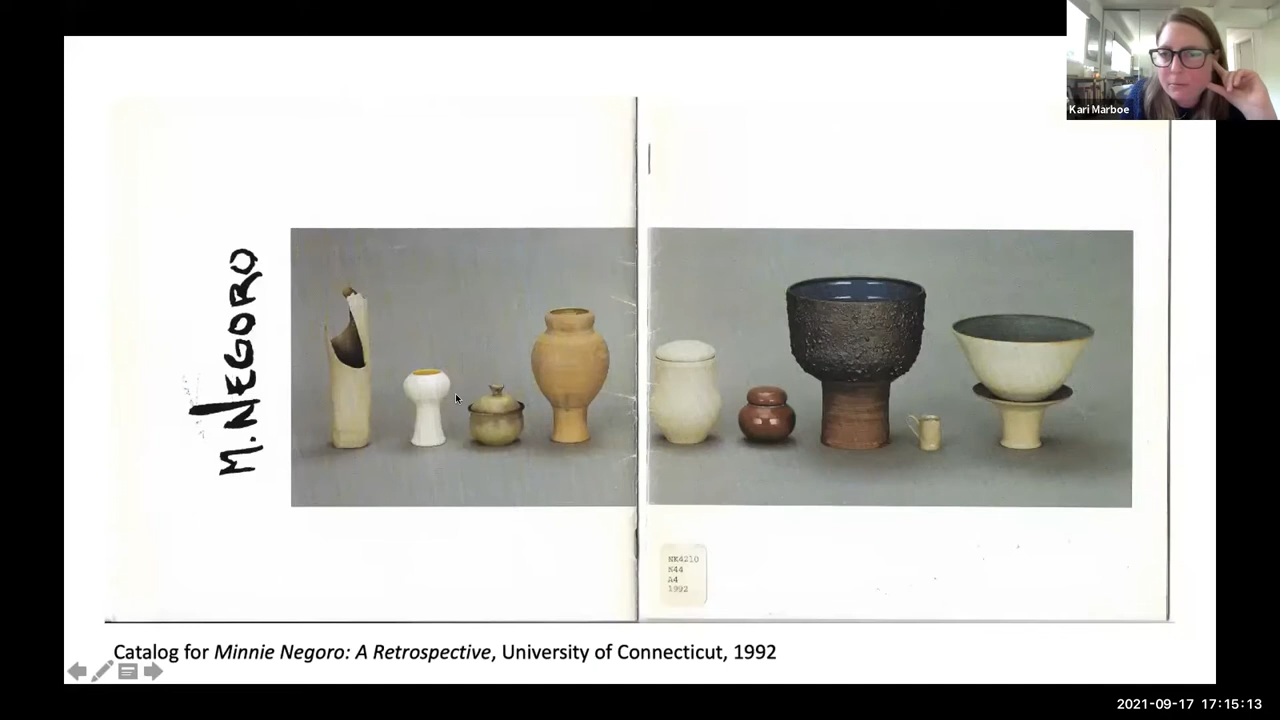 Kari Marboe
M. NEGORO
NK4210
N44
A4
1992
Catalog for Minnie Negoro: A Retrospective, University of Connecticut, 1992
2021-09-17 17:15:13